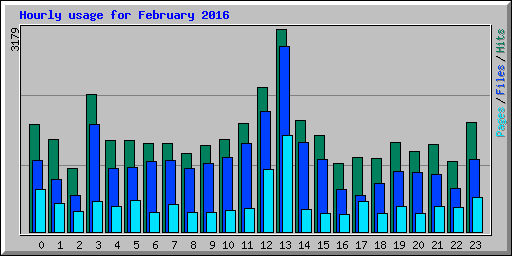 Hourly usage for February 2016
3179
Pages/Files/Hits
0 1 2 3 4 5 6 7 8 9 10 11 12 13 14 15 16 17 18 19 20 21 22 23